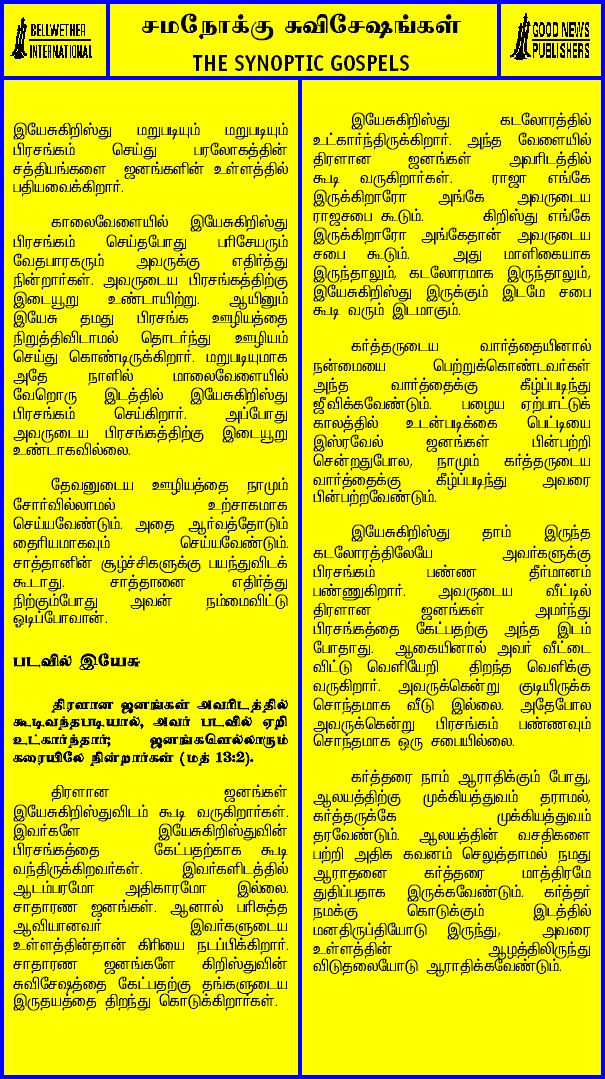 BELLWETHER
INTERNATIONAL
சமநோக்கு சுவிசேஷங்கள்
THE SYNOPTIC GOSPELS
GOOD NEWS
PUBLISHERS
இயேசுகிறிஸ்து மறுபடியும் மறுபடியும்
பிரசங்கம் செய்து பரலோகத்தின்
சத்தியங்களை ஜனங்களின் உள்ளத்தில்
பதியவைக்கிறார்.
காலைவேளையில் இயேசுகிறிஸ்து
பிரசங்கம் செய்தபோது பரிசேயரும்
வேதபாரகரும் அவருக்கு எதிர்த்து
நின்றார்கள். அவருடைய பிரசங்கத்திற்கு
இடையூறு உண்டாயிற்று. ஆயினும்
இயேசு தமது பிரசங்க ஊழியத்தை
நிறுத்திவிடாமல் தொடர்ந்து ஊழியம்
செய்து கொண்டிருக்கிறார். மறுபடியுமாக
அதே நாளில் மாலைவேளையில்
வேறொரு இடத்தில் இயேசுகிறிஸ்து
பிரசங்கம் செய்கிறார். அப்போது
அவருடைய பிரசங்கத்திற்கு இடையூறு
உண்டாகவில்லை.
தேவனுடைய ஊழியத்தை நாமும்
சோர்வில்லாமல் உற்சாகமாக
செய்யவேண்டும். அதை ஆர்வத்தோடும்
தைரியமாகவும் செய்யவேண்டும்.
சாத்தானின் சூழ்ச்சிகளுக்கு பயந்துவிடக்
கூடாது. சாத்தானை எதிர்த்து
நிற்கும்போது அவன் நம்மைவிட்டு
ஓடிப்போவான்.
படவில் இயேசு
திரளான ஜனங்கள் அவரிடத்தில்
கூடிவந்தபடியால், அவர் படவில் ஏறி
உட்கார்ந்தார்; ஜனங்களெல்லாரும்
கரையிலே நின்றார்கள் (மத் 13:2).
திரளான ஜனங்கள்
இயேசுகிறிஸ்துவிடம் கூடி வருகிறார்கள்.
இவர்களே இயேசுகிறிஸ்துவின்
பிரசங்கத்தை கேட்பதற்காக கூடி
வந்திருக்கிறவர்கள். இவர்களிடத்தில்
ஆடம்பரமோ அதிகாரமோ இல்லை.
சாதாரண ஜனங்கள். ஆனால் பரிசுத்த
ஆவியானவர் இவர்களுடைய
உள்ளத்தின்தான் கிரியை நடப்பிக்கிறார்.
சாதாரண ஜனங்களே கிறிஸ்துவின்
சுவிசேஷத்தை கேட்பதற்கு தங்களுடைய
இருதயத்தை திறந்து கொடுக்கிறார்கள்.
இயேசுகிறிஸ்து கடலோரத்தில்
உட்கார்ந்திருக்கிறார். அந்த வேளையில்
திரளான ஜனங்கள் அவரிடத்தில்
கூடி வருகிறார்கள். ராஜா எங்கே
இருக்கிறாரோ அங்கே அவருடைய
ராஜசபை கூடும். கிறிஸ்து எங்கே
இருக்கிறாரோ அங்கேதான் அவருடைய
சபை கூடும். அது மாளிகையாக
இருந்தாலும், கடலோரமாக இருந்தாலும்,
இயேசுகிறிஸ்து இருக்கும் இடமே சபை
கூடி வரும் இடமாகும்.
கர்த்தருடைய வார்த்தையினால்
நன்மையை பெற்றுக்கொண்டவர்கள்
அந்த வார்த்தைக்கு கீழ்ப்படிந்து
ஜீவிக்கவேண்டும். பழைய ஏற்பாட்டுக்
காலத்தில் உடன்படிக்கை பெட்டியை
இஸ்ரவேல் ஜனங்கள் பின்பற்றி
சென்றதுபோல, நாமும் கர்த்தருடைய
வார்த்தைக்கு கீழ்ப்படிந்து அவரை
பின்பற்றவேண்டும்.
இயேசுகிறிஸ்து தாம் இருந்த
கடலோரத்திலேயே அவர்களுக்கு
பிரசங்கம் பண்ண தீர்மானம்
பண்ணுகிறார். அவருடைய வீட்டில்
திரளான ஜனங்கள் அமர்ந்து
பிரசங்கத்தை கேட்பதற்கு அந்த இடம்
போதாது. ஆகையினால் அவர் வீட்டை
விட்டு வெளியேறி திறந்த வெளிக்கு
வருகிறார். அவருக்கென்று குடியிருக்க
சொந்தமாக வீடு இல்லை. அதேபோல
அவருக்கென்று பிரசங்கம் பண்ணவும்
சொந்தமாக ஒரு சபையில்லை.
கர்த்தரை நாம் ஆராதிக்கும் போது,
ஆலயத்திற்கு முக்கியத்துவம் தராமல்,
கர்த்தருக்கே முக்கியத்துவம்
தரவேண்டும். ஆலயத்தின் வசதிகளை
பற்றி அதிக கவனம் செலுத்தாமல் நமது
ஆராதனை கர்த்தரை மாத்திரமே
துதிப்பதாக இருக்கவேண்டும். கர்த்தர்
நமக்கு கொடுக்கும் இடத்தில்
மனதிருப்தியோடு இருந்து, அவரை
உள்ளத்தின் ஆழத்திலிருந்து
விடுதலையோடு ஆராதிக்கவேண்டும்.